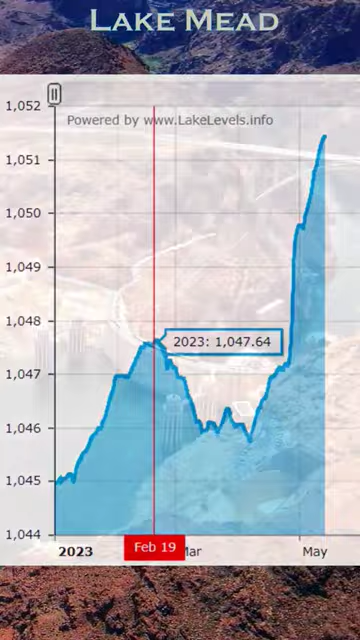 LAKE MEAD
1,052
Powered by www.LakeLevels.info
1,051
1,050
1,049
1,048
2023: 1,047.64
1,047
1,046
1,045
1,044
2023
Feb 19
Mar
May